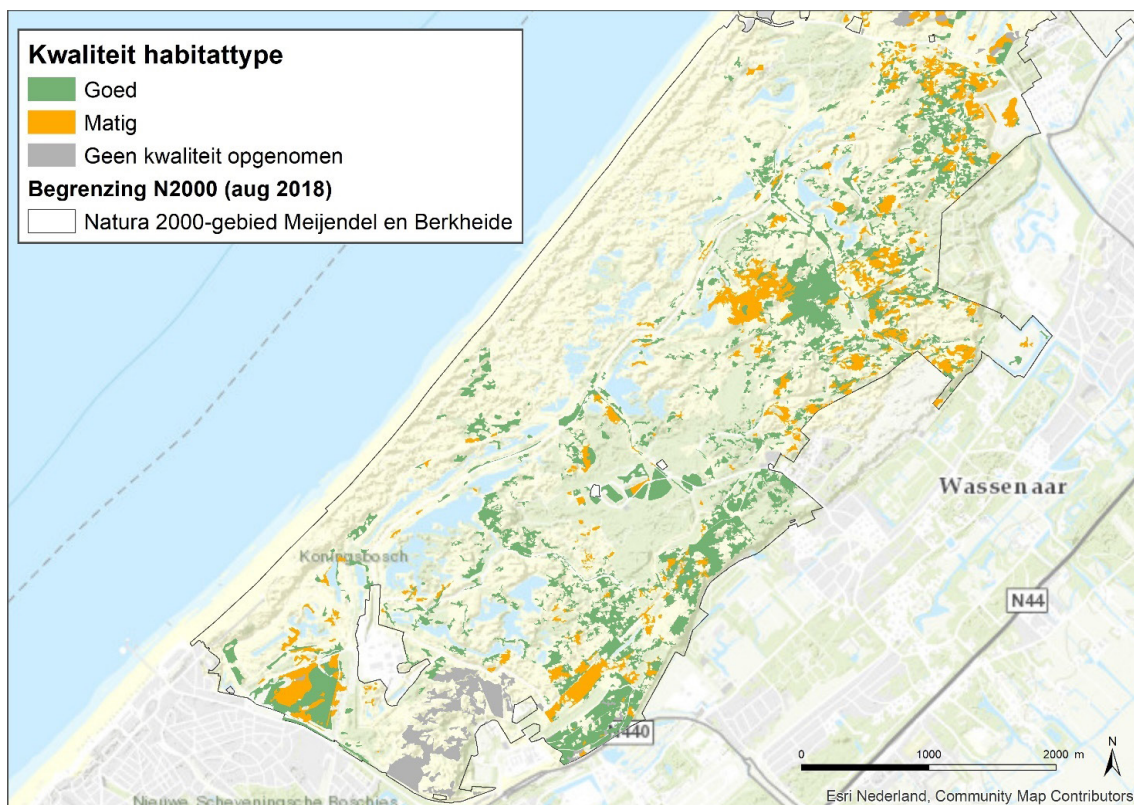 Kwaliteit habitattype
Goed
Matig
Geen kwaliteit opgenomen
Begrenzing N2000 (aug 2018)
Natura 2000-gebied Meijendel en Berkheide
Wassenaar
Koningsbosch
N44
N440
Nieuwe Scheveningsche Boschjes
0 1000 2000 m
N
Esri Nederland, Community Map Contributors